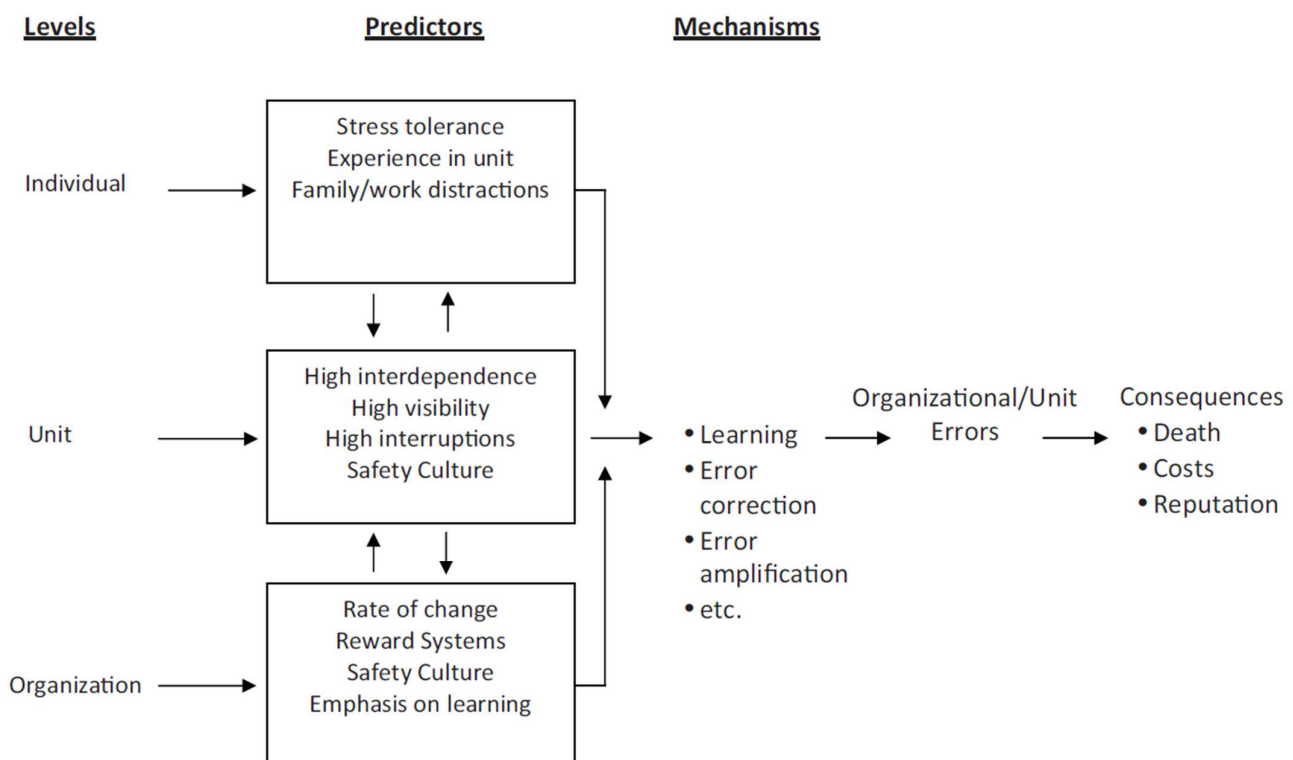 Levels
Predictors
Mechanisms
Individual
Stress tolerance
Experience in unit
Family/work distractions
Unit
High interdependence
High visibility
High interruptions
Safety Culture
Organization
Rate of change
Reward Systems
Safety Culture
Emphasis on learning
• Learning
• Error
correction
• Error
amplification
• etc.
Organizational/Unit
Errors
Consequences
• Death
• Costs
• Reputation